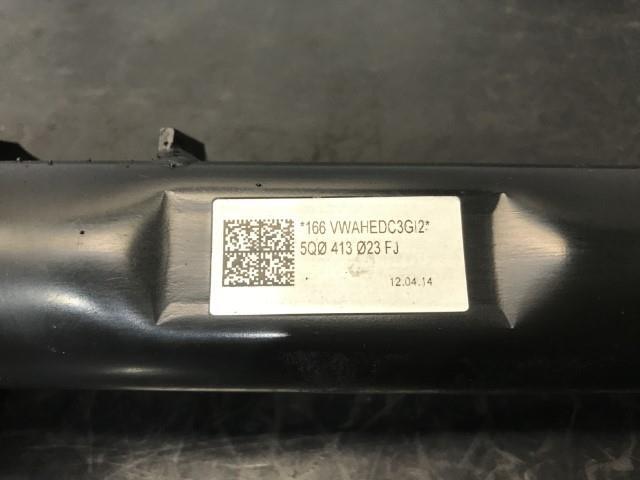 *166 VWAHEDC3GI2*
5QØ 413 Ø23 FJ
12.04.14